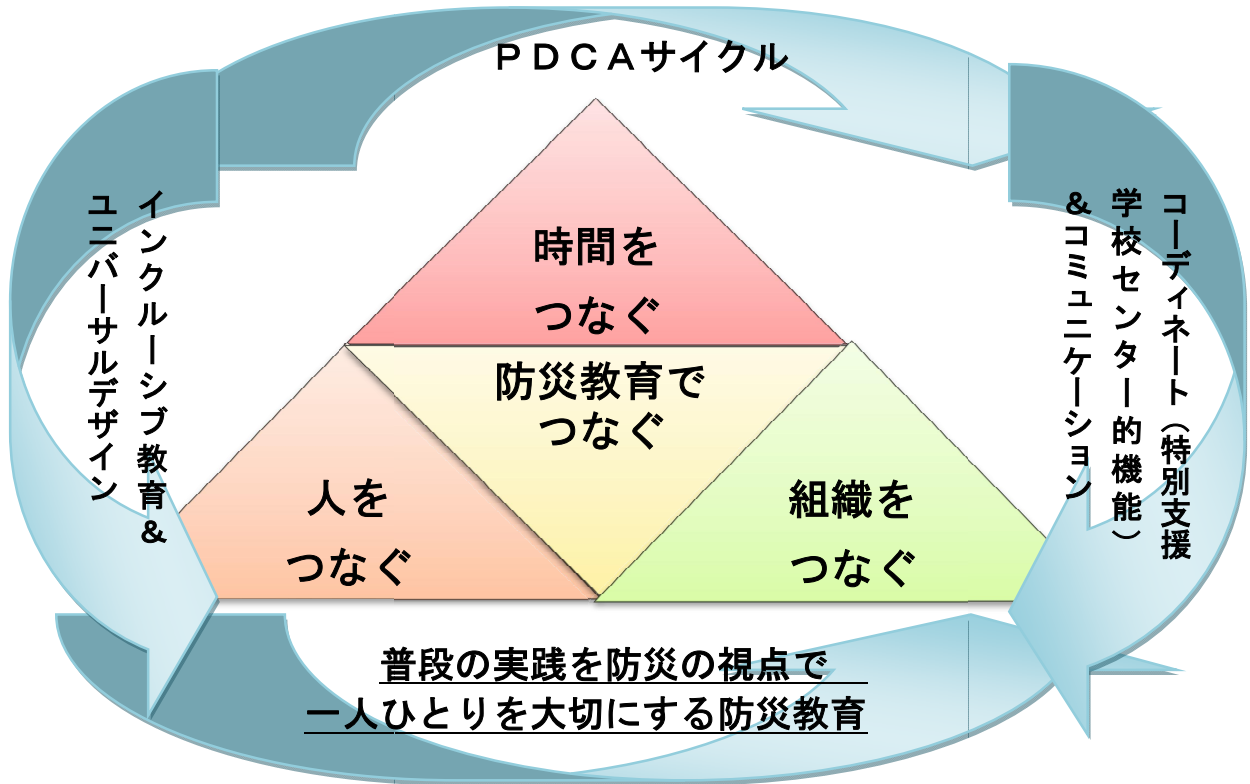 ＰＤＣＡサイクル
時間を
つなぐ
防災教育で
つなぐ
人を
つなぐ
組織を
つなぐ
インクルーシブ教育＆
ユニバーサルデザイン
コーディネート（特別支援
学校センター的機能）
＆コミュニケーション
普段の実践を防災の視点で
一人ひとりを大切にする防災教育